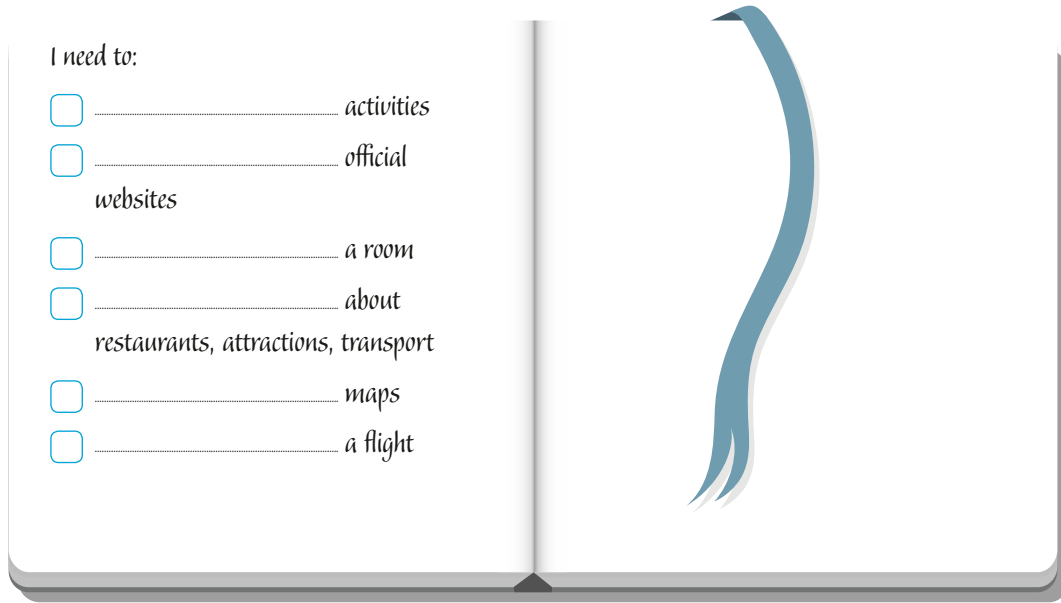 I need to:
activities
official
websites
a room
about
restaurants, attractions, transport
maps
a flight